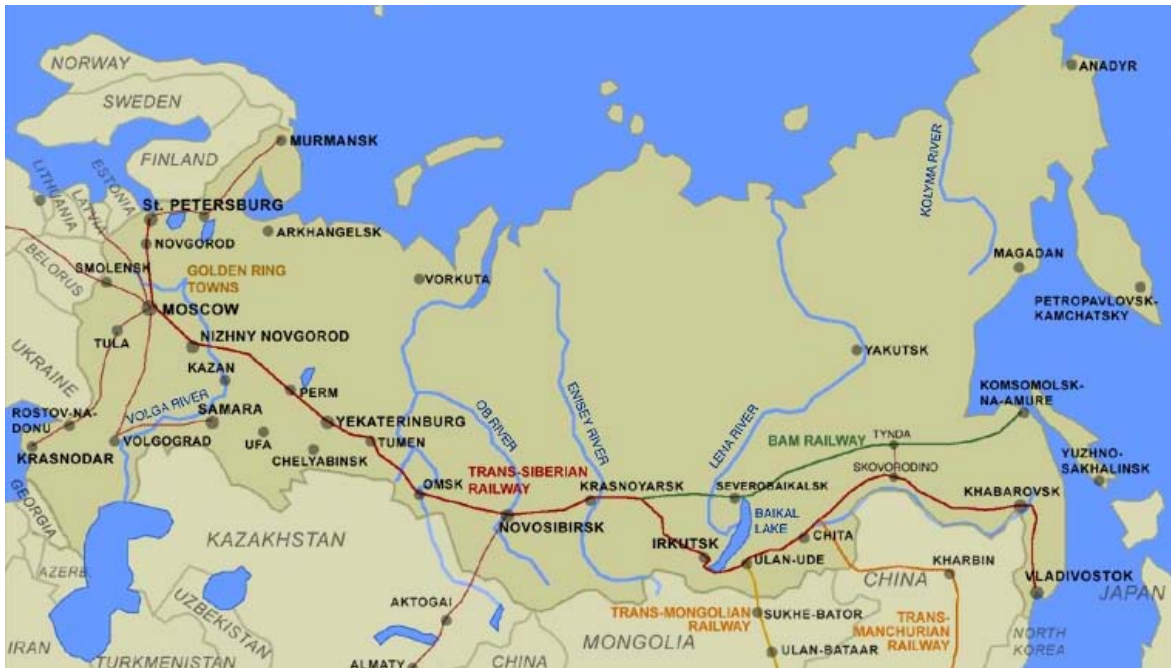 NORWAY
SWEDEN
FINLAND
MURMANSK
ANADYR
KOLYMA RIVER
LITHUANIA
LATVIA
ESTONIA
St. PETERSBURG
ARKHANGELSK
NOVGOROD
BELORUS
SMOLENSK
GOLDEN RING
TOWNS
VORKUTA
MAGADAN
MOSCOW
PETROPAVLOVSK-
KAMCHATSKY
TULA
NIZHNY NOVGOROD
YAKUTSK
UKRAINE
KAZAN
PERM
ENISEY RIVER
KOMSOMOLSK-
NA-AMURE
ROSTOV-NA-
DONU
VOLGA RIVER
SAMARA
YEKATERINBURG
OB RIVER
LENA RIVER
BAM RAILWAY
TYNDA
KRASNODAR
VOLGOGRAD
UFA
TUMEN
CHELYABINSK
TRANS-SIBERIAN
RAILWAY
SKOVORODINO
YUZHNO-
SAKHALINSK
OMSK
KRASNOYARSK
SEVEROBAIKALSK
KHABAROVSK
GEORGIA
NOVOSIBIRSK
BAIKAL
LAKE
KAZAKHSTAN
IRKUTSK
CHITA
ULAN-UDE
KHARBIN
AZERB.
CHINA
VLADIVOSTOK
JAPAN
UZBEKISTAN
AKTOGAI
TRANS-MONGOLIAN
RAILWAY
SUKHE-BATOR
TRANS-
MANCHURIAN
RAILWAY
IRAN
TURKMENISTAN
ALMATY
CHINA
MONGOLIA
ULAN-BATAAR
NORTH
KOREA